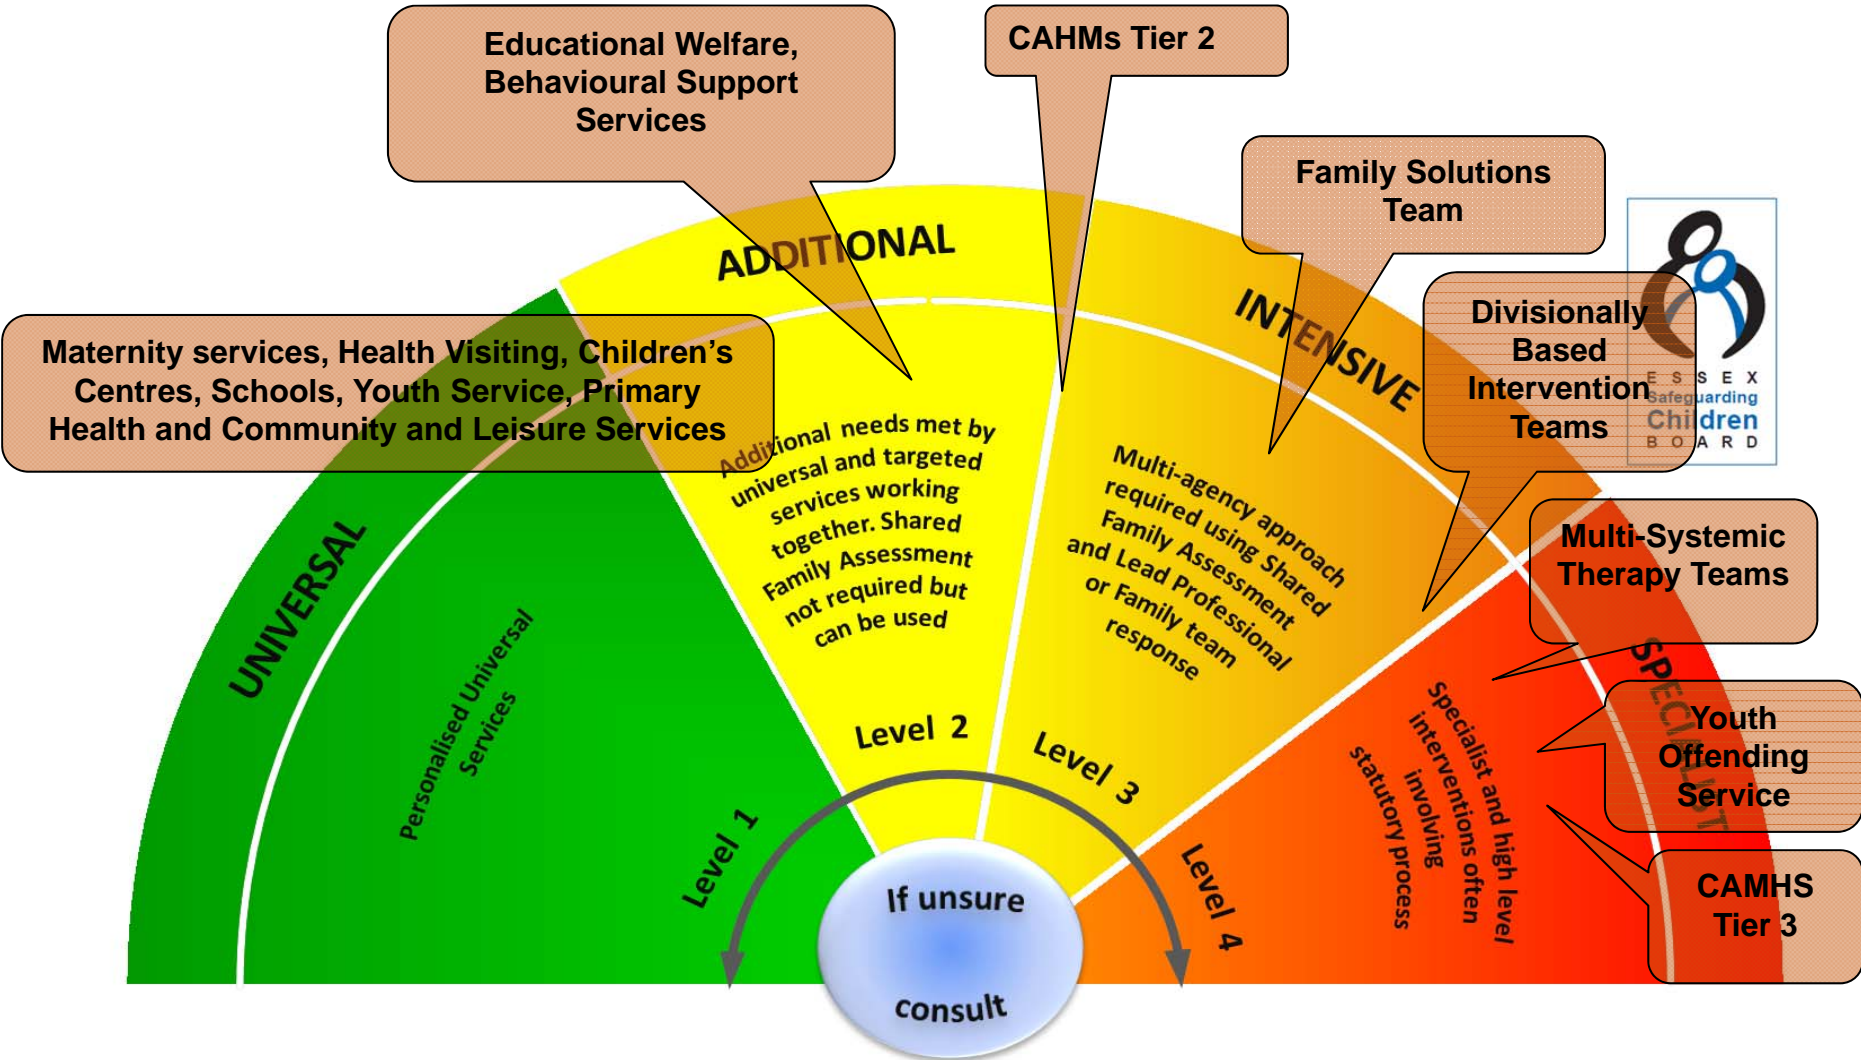 Educational Welfare,
Behavioural Support
Services
CAHMs Tier 2
Family Solutions
Team
Divisionally
Based
Intervention
Teams
E S S E X
Safeguarding
Children
B O A R D
Maternity services, Health Visiting, Children’s
Centres, Schools, Youth Service, Primary
Health and Community and Leisure Services
Multi-Systemic
Therapy Teams
Youth
Offending
Service
CAMHS
Tier 3
UNIVERSAL
Personalised Universal
Services
Level 1
ADDITIONAL
Additional needs met by
universal and targeted
services working
together. Shared
Family Assessment
not required but
can be used
Level 2
INTENSIVE
Multi-agency approach
required using Shared
Family Assessment
and Lead Professional
or Family team
response
Level 3
SPECIALIST
Specialist and high level
interventions often
involving
statutory process
Level 4
If unsure
consult